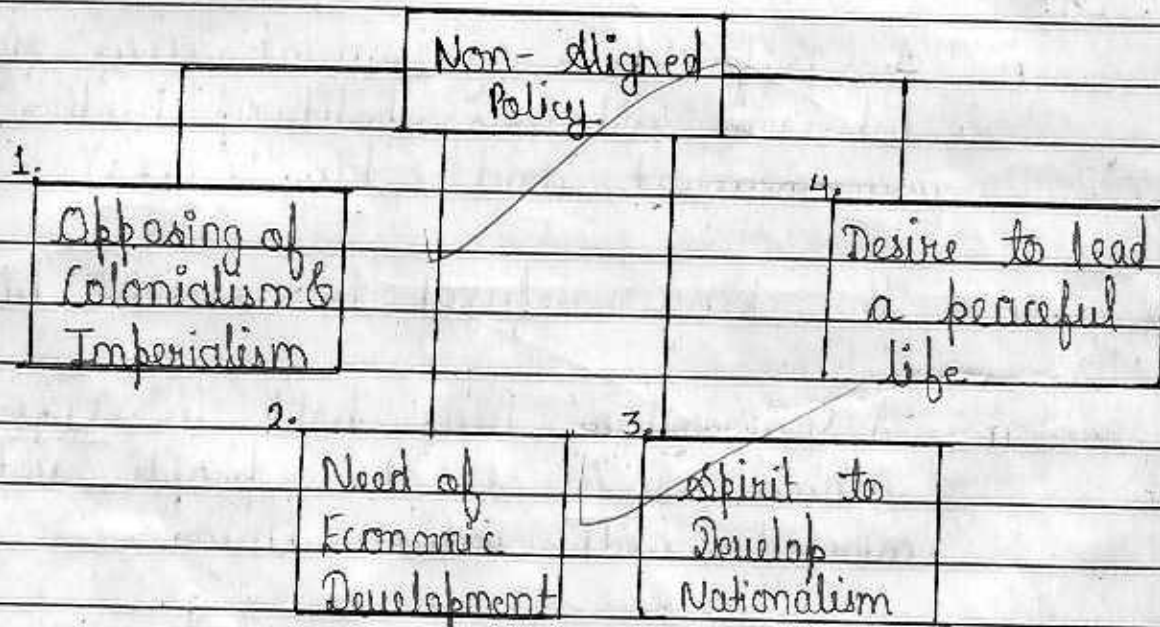 Non-Aligned
Policy
1.
Opposing of
Colonialism &
Imperialism
2.
Need of
Economic
Development
3.
Spirit to
Develop
Nationalism
4.
Desire to lead
a peaceful
life